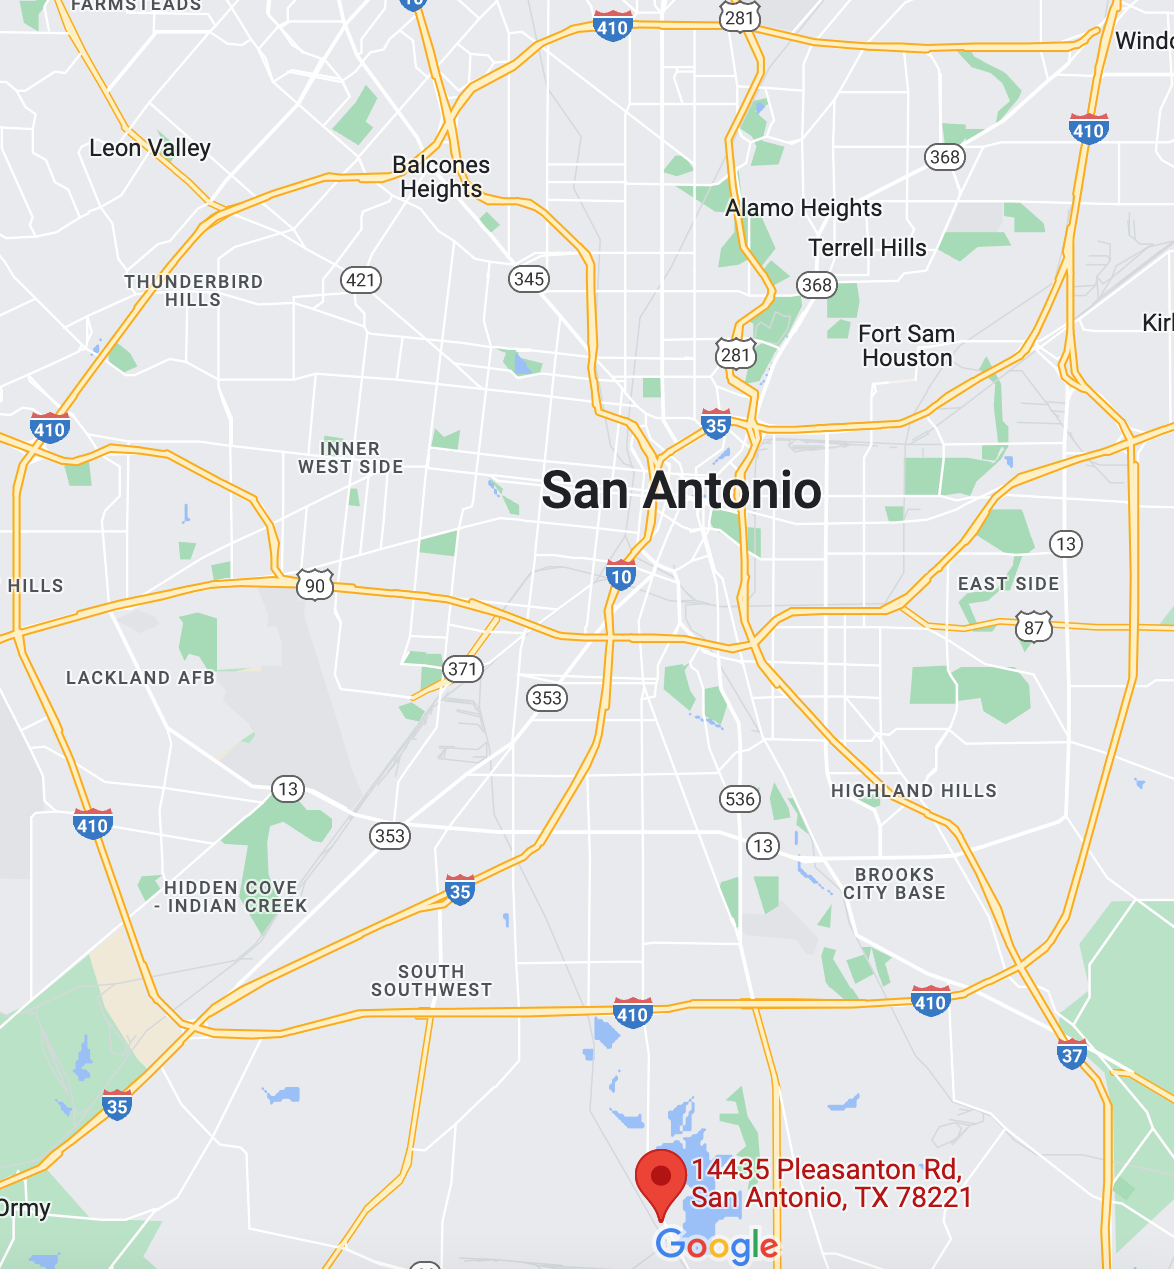 FARMSTEADS
10
410
281
Windc
410
Leon Valley
368
Balcones
Heights
Alamo Heights
Terrell Hills
THUNDERBIRD
HILLS
421
345
368
Kirl
Fort Sam
Houston
281
410
35
INNER
WEST SIDE
San Antonio
13
10
HILLS
90
EAST SIDE
87
LACKLAND AFB
371
353
13
536
HIGHLAND HILLS
410
353
13
BROOKS
CITY BASE
HIDDEN COVE
- INDIAN CREEK
35
SOUTH
SOUTHWEST
410
410
37
35
14435 Pleasanton Rd,
San Antonio, TX 78221
Ormy
Google